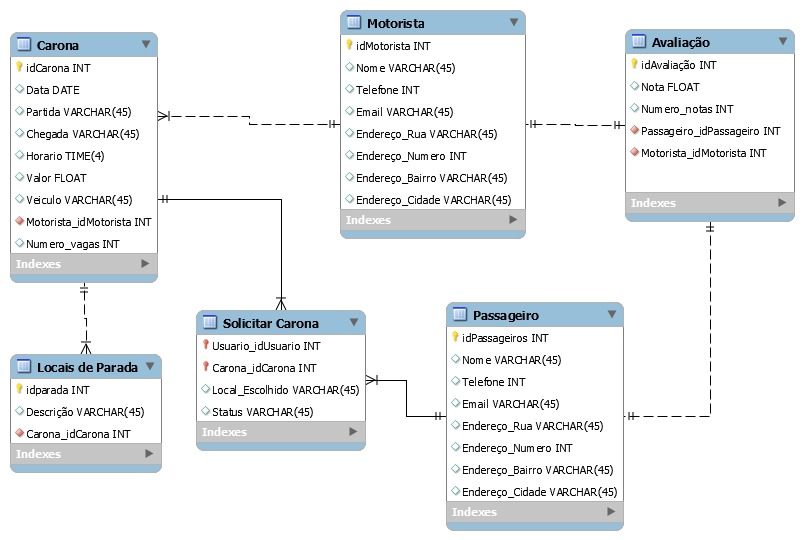 Carona
idCarona INT
Data DATE
Partida VARCHAR(45)
Chegada VARCHAR(45)
Horario TIME(4)
Valor FLOAT
Veiculo VARCHAR(45)
Motorista_idMotorista INT
Numero_vagas INT
Indexes
Motorista
idMotorista INT
Nome VARCHAR(45)
Telefone INT
Email VARCHAR(45)
Endereço_Rua VARCHAR(45)
Endereço_Numero INT
Endereço_Bairro VARCHAR(45)
Endereço_Cidade VARCHAR(45)
Indexes
Avaliação
idAvaliação INT
Nota FLOAT
Numero_notas INT
Passageiro_idPassageiro INT
Motorista_idMotorista INT
Indexes
Locais de Parada
idparada INT
Descrição VARCHAR(45)
Carona_idCarona INT
Indexes
Solicitar Carona
Usuario_idUsuario INT
Carona_idCarona INT
Local_Escolhido VARCHAR(45)
Status VARCHAR(45)
Indexes
Passageiro
idPassageiros INT
Nome VARCHAR(45)
Telefone INT
Email VARCHAR(45)
Endereço_Rua VARCHAR(45)
Endereço_Numero INT
Endereço_Bairro VARCHAR(45)
Endereço_Cidade VARCHAR(45)
Indexes